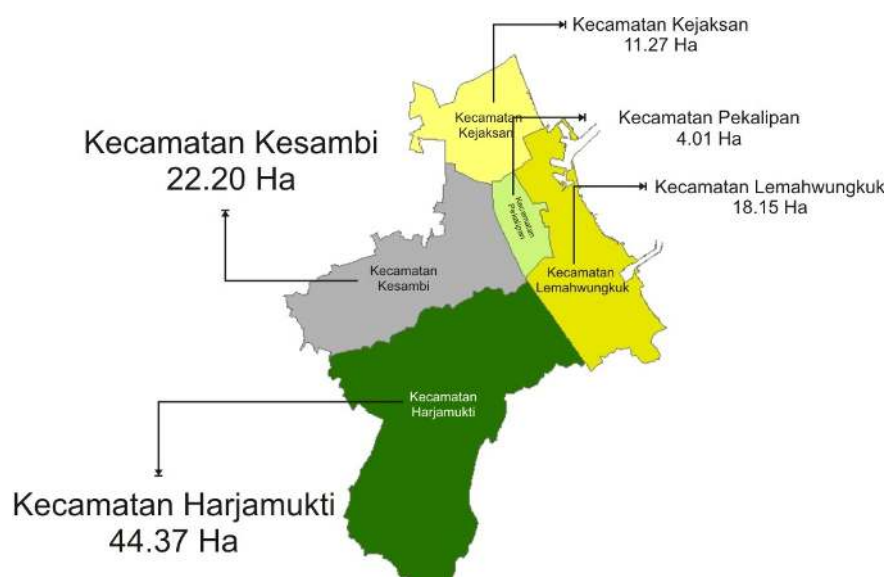 Kecamatan Kejaksan
11.27 Ha
Kecamatan
Kejaksan
Kecamatan Pekalipan
4.01 Ha
Kecamatan Kesambi
22.20 Ha
Kecamatan Lemahwungkuk
18.15 Ha
Kecamatan
Pekalipan
Kecamatan
Kesambi
Kecamatan
Lemahwungkuk
Kecamatan
Harjamukti
Kecamatan Harjamukti
44.37 Ha